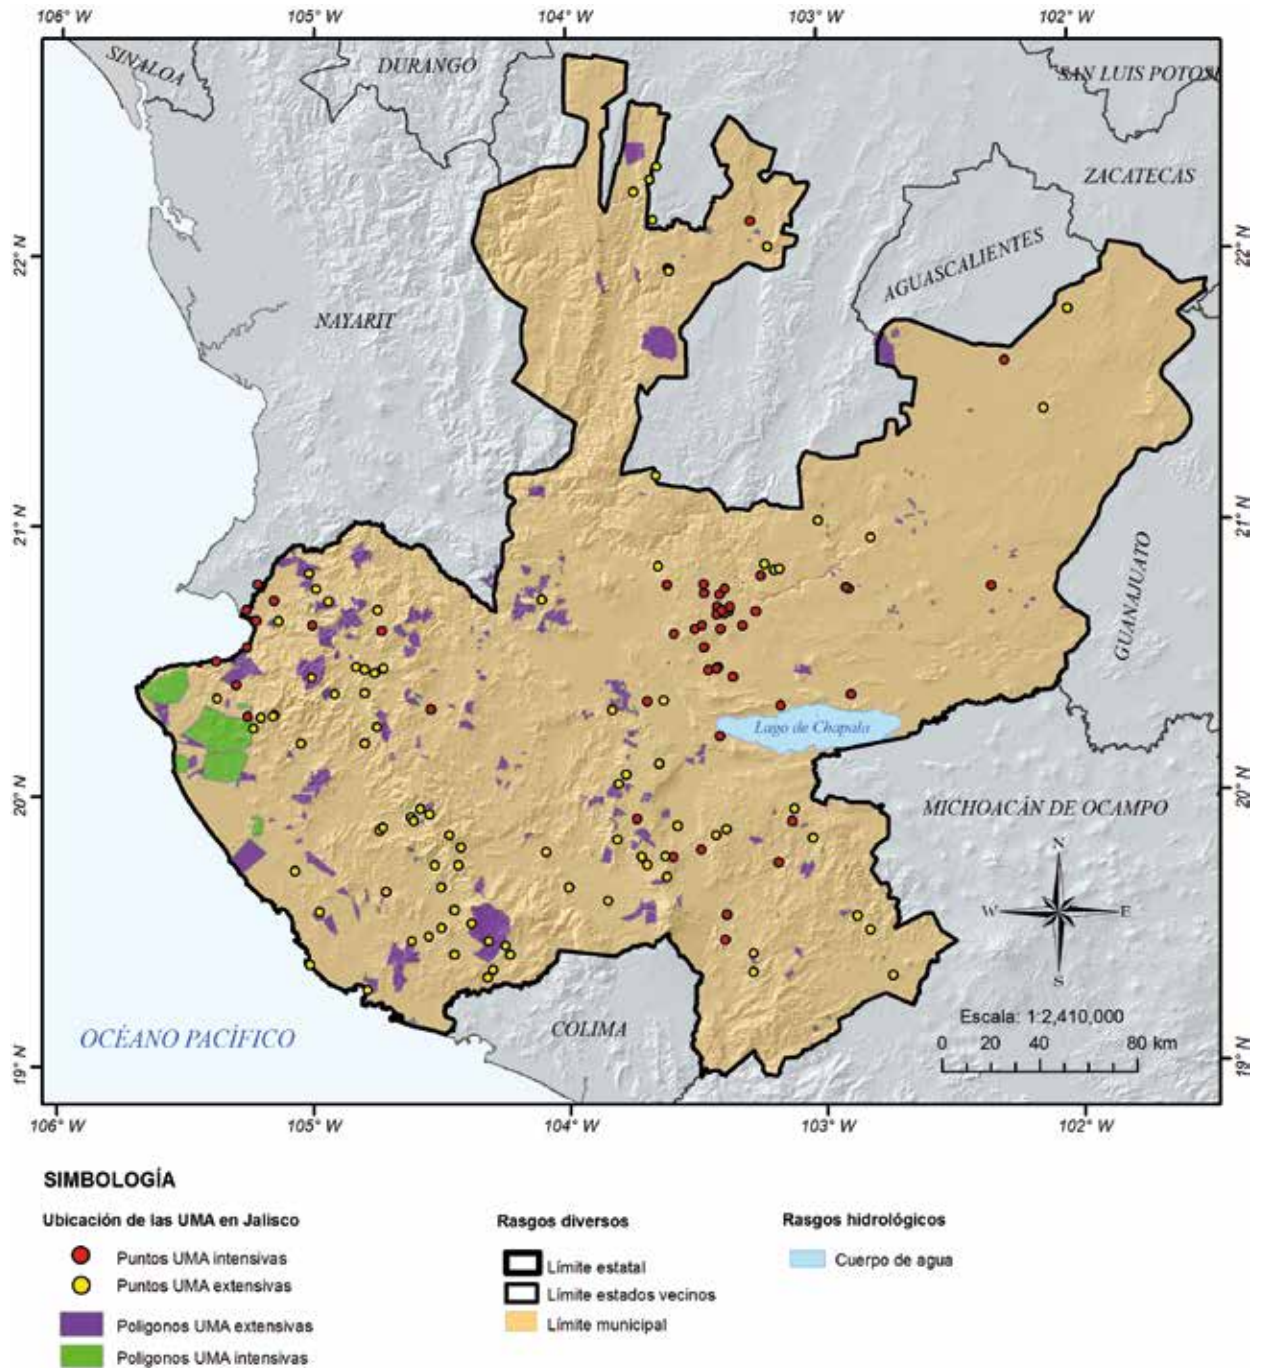 106° W
105° W
104° W
103° W
102° W
SINALOA
DURANGO
SAN LUIS POTOSI
ZACATECAS
22° N
22° N
AGUASCALIENTES
NAYARIT
21° N
21° N
GUANAJUATO
Lago de Chapala
20° N
20° N
MICHOACÁN DE OCAMPO
N
W
E
S
OCÉANO PACÍFICO
COLIMA
Escala: 1:2,410,000
0 20 40 80 km
19° N
19° N
106° W
105° W
104° W
103° W
102° W
SIMBOLOGÍA
Ubicación de las UMA en Jalisco
Puntos UMA intensivas
Puntos UMA extensivas
Poligonos UMA extensivas
Poligonos UMA intensivas
Rasgos diversos
Límite estatal
Límite estados vecinos
Límite municipal
Rasgos hidrológicos
Cuerpo de agua